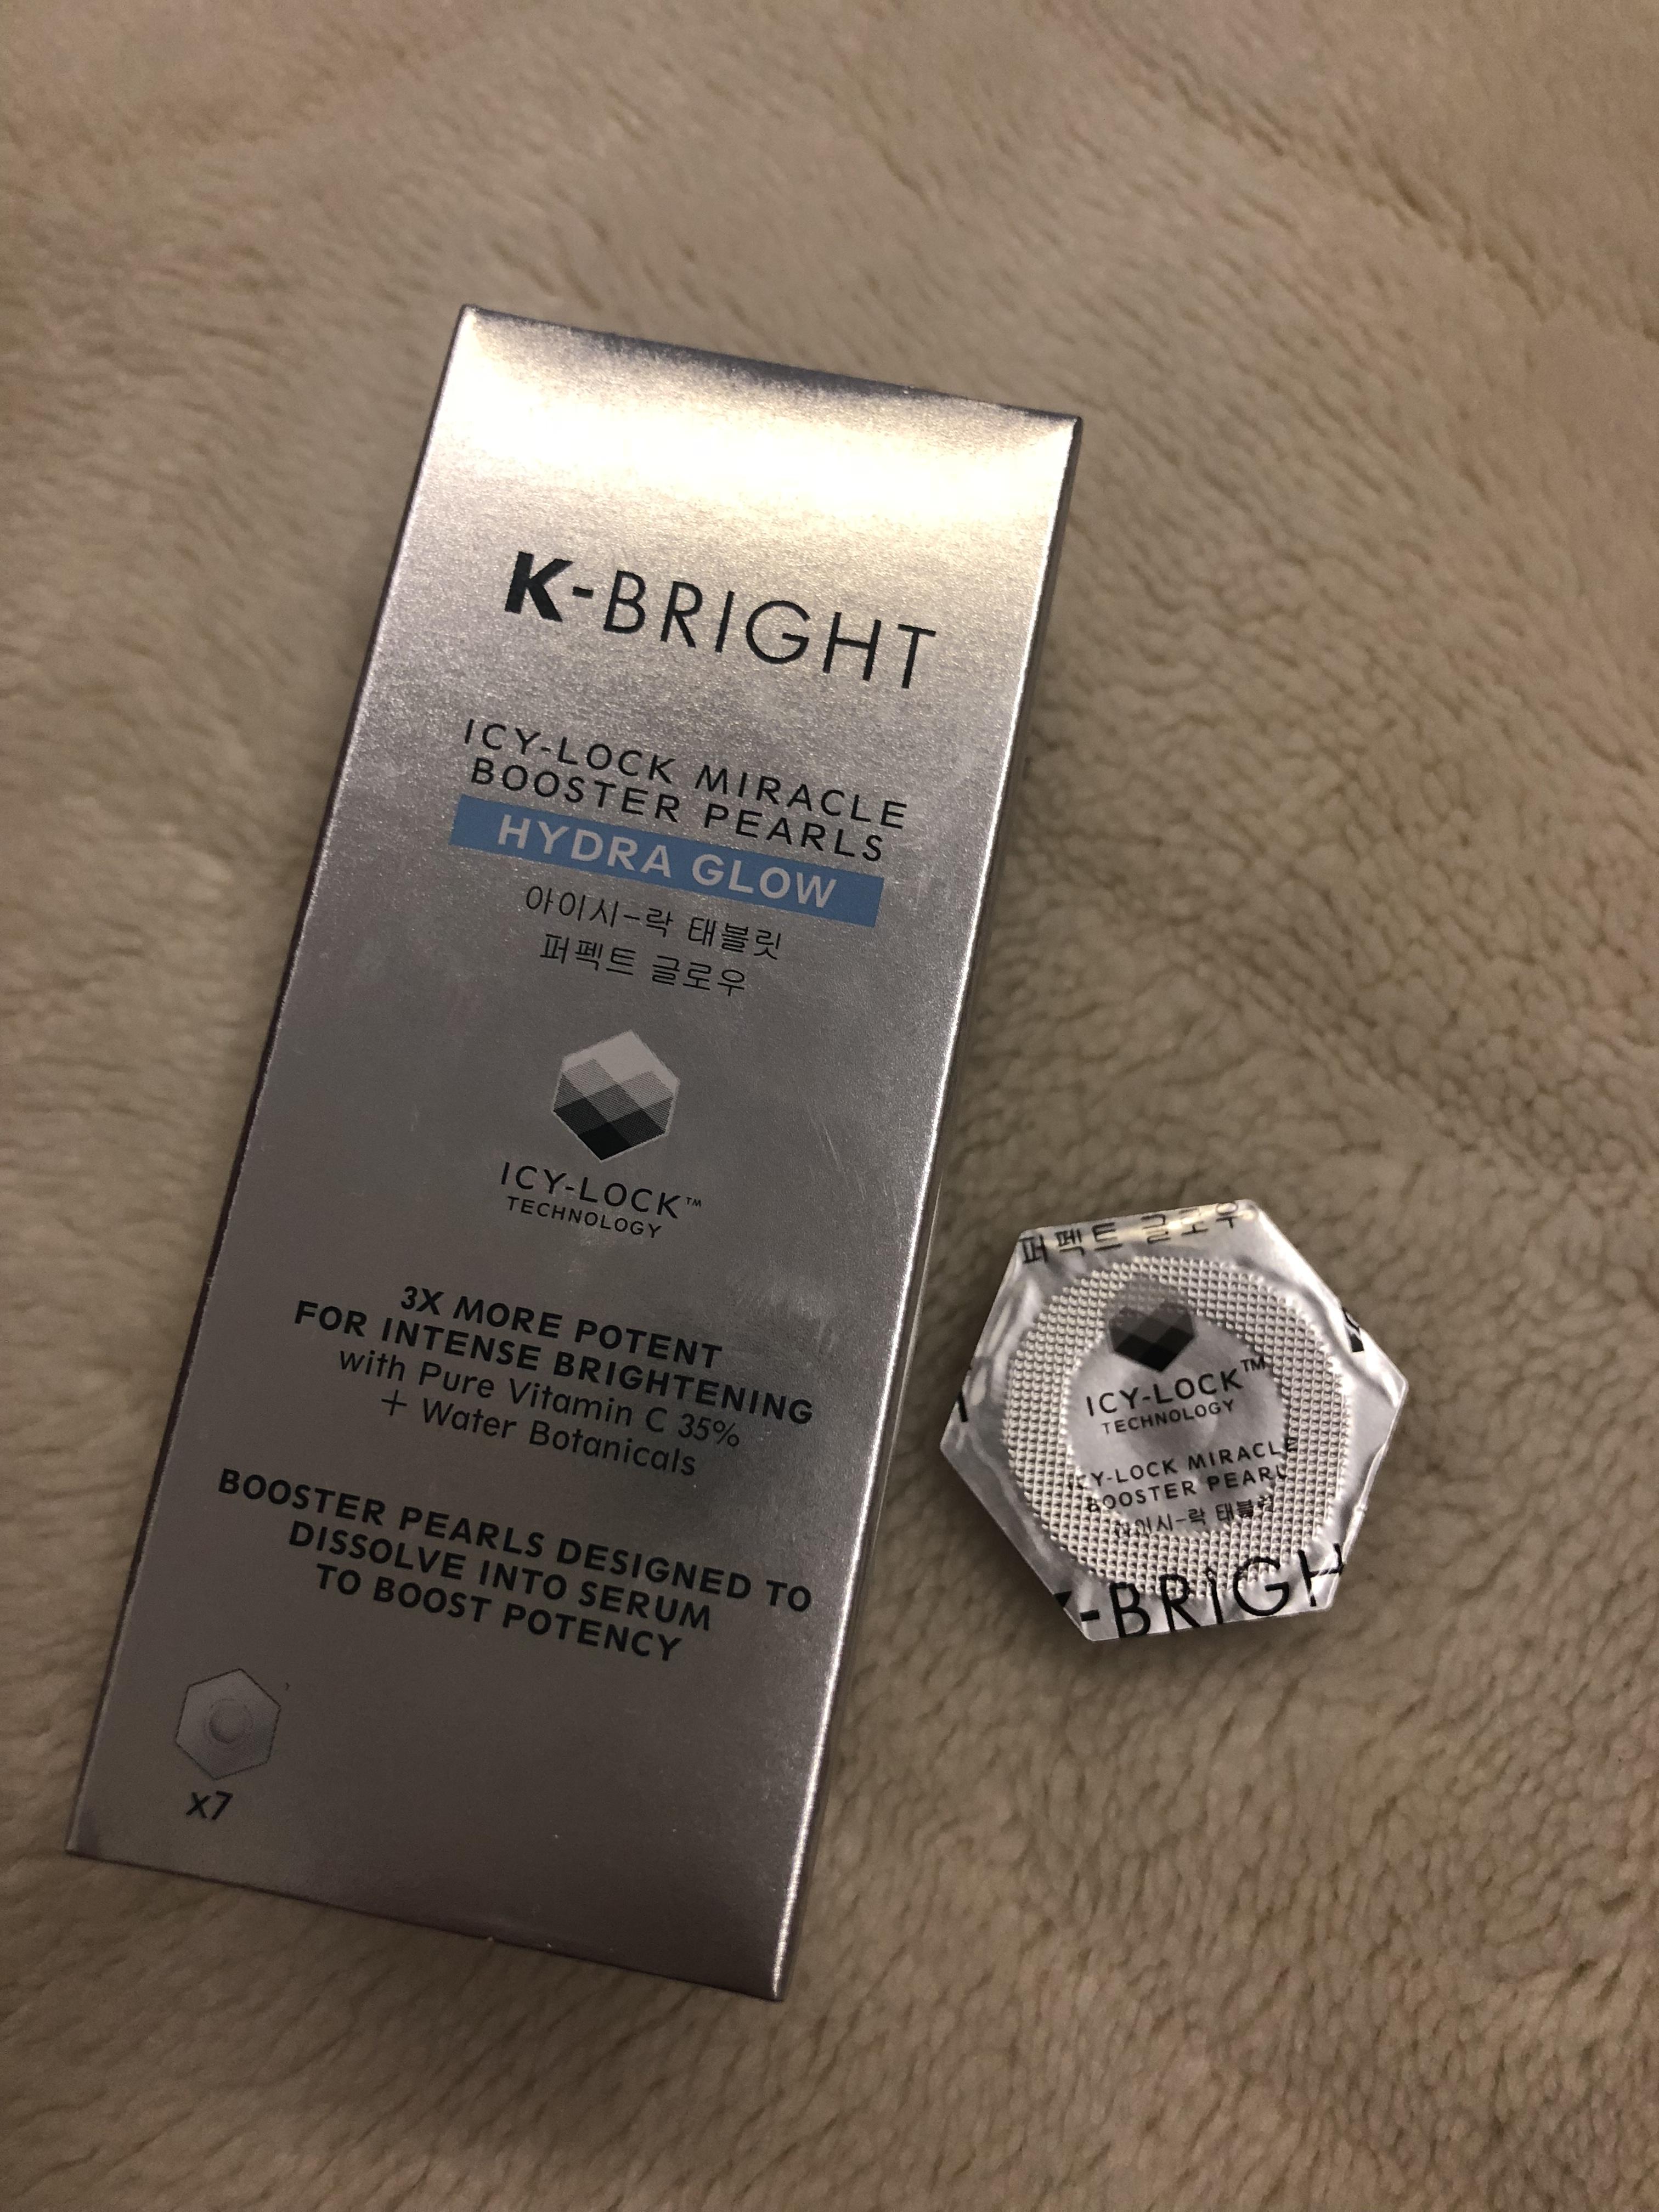 K-BRIGHT
ICY-LOCK MIRACLE
BOOSTER PEARLS
HYDRA GLOW
아이시-락 태블릿
퍼펙트 글로우
ICY-LOCK™
TECHNOLOGY
3X MORE POTENT
FOR INTENSE BRIGHTENING
with Pure Vitamin C 35%
+ Water Botanicals
BOOSTER PEARLS DESIGNED TO
DISSOLVE INTO SERUM
TO BOOST POTENCY
x7
퍼펙트 글로우
ICY-LOCK™
TECHNOLOGY
ICY-LOCK MIRACLE
BOOSTER PEARL
아이시-락 태블릿
-BRIGH